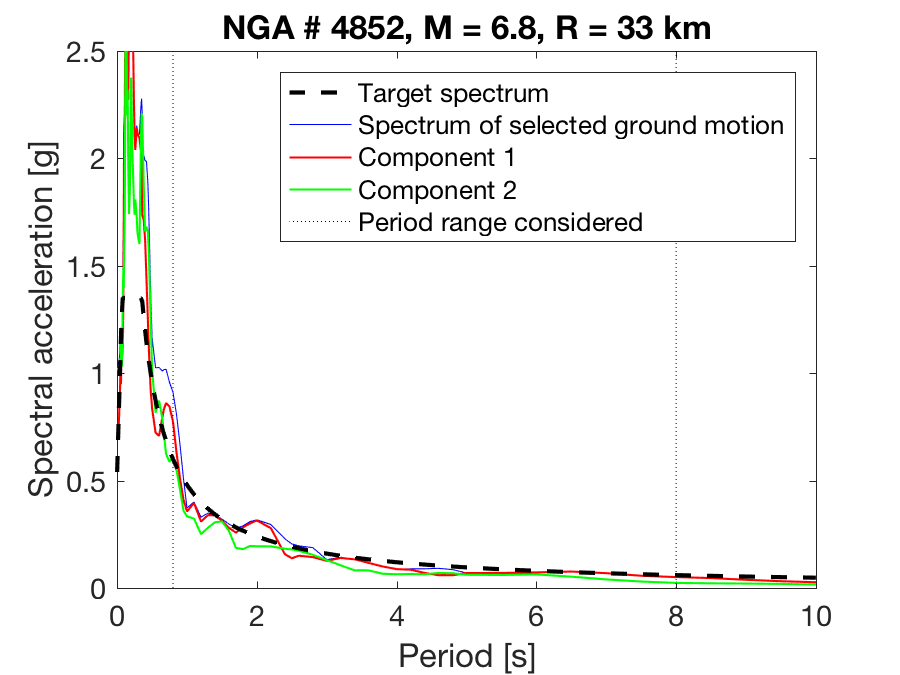 NGA # 4852, M = 6.8, R = 33 km
2.5
2
1.5
1
0.5
0
Spectral acceleration [g]
Target spectrum
Spectrum of selected ground motion
Component 1
Component 2
Period range considered
0 2 4 6 8 10
Period [s]